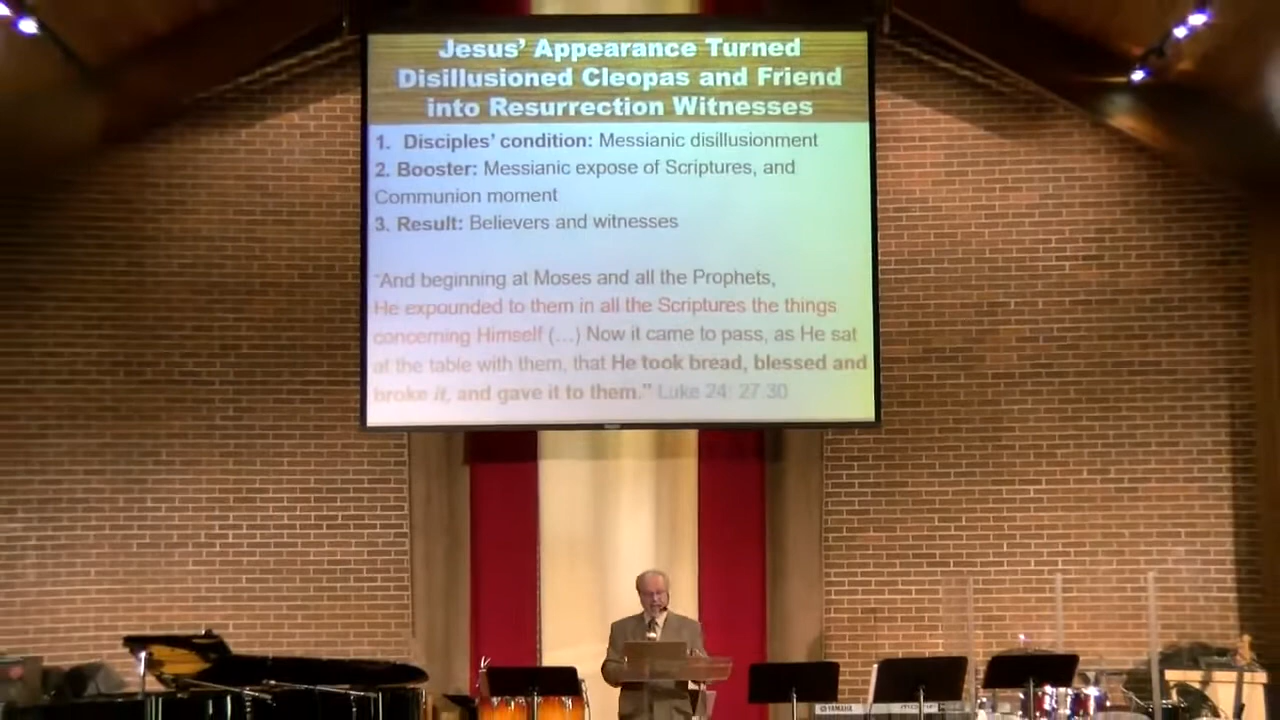 Jesus’ Appearance Turned
Disillusioned Cleopas and Friend
into Resurrection Witnesses
1. Disciples’ condition: Messianic disillusionment
2. Booster: Messianic expose of Scriptures, and
Communion moment
3. Result: Believers and witnesses
“And beginning at Moses and all the Prophets,
He expounded to them in all the Scriptures the things
concerning Himself (...) Now it came to pass, as He sat
at the table with them, that He took bread, blessed and
broke it, and gave it to them.” Luke 24: 27.30
YAMAHA